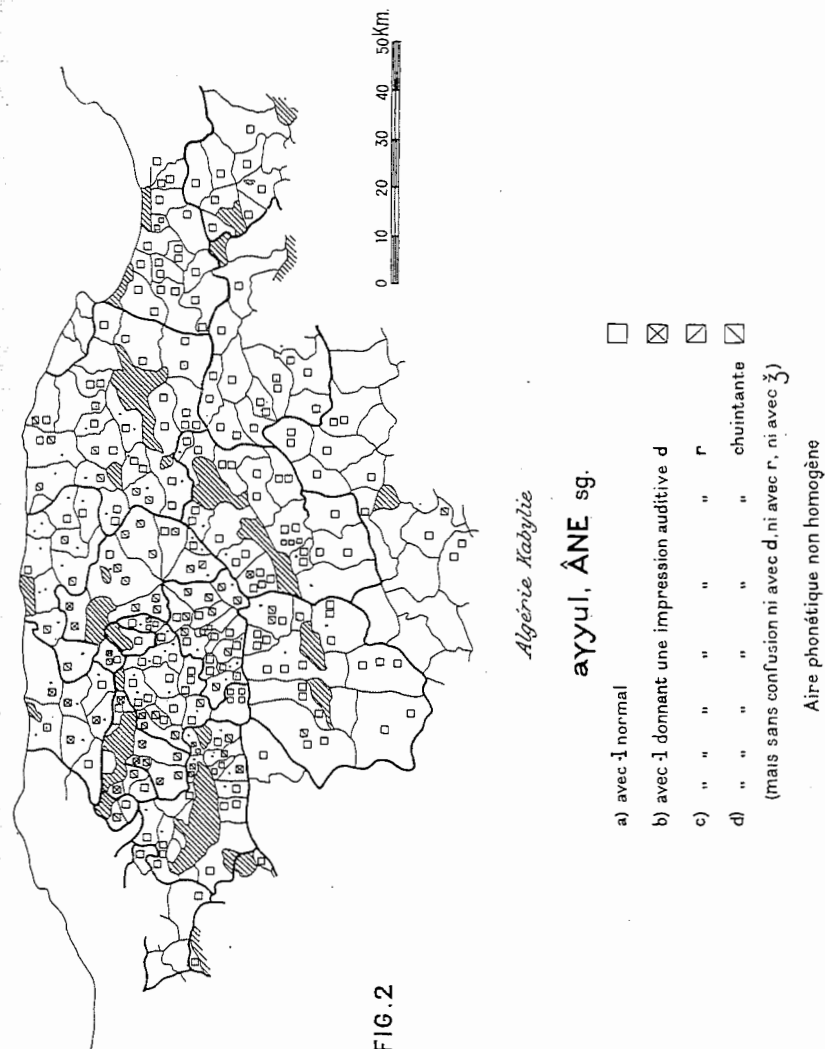 FIG.2
0 10 20 30 40 50Km.
Algérie Kabylie
aγyul, ÂNE sg.
a) avec -l normal
b) avec -l donnant une impression auditive d
c) " " " " " r
d) " " " " " chuintante
(mais sans confusion ni avec d, ni avec r, ni avec ǯ)
Aire phonétique non homogène